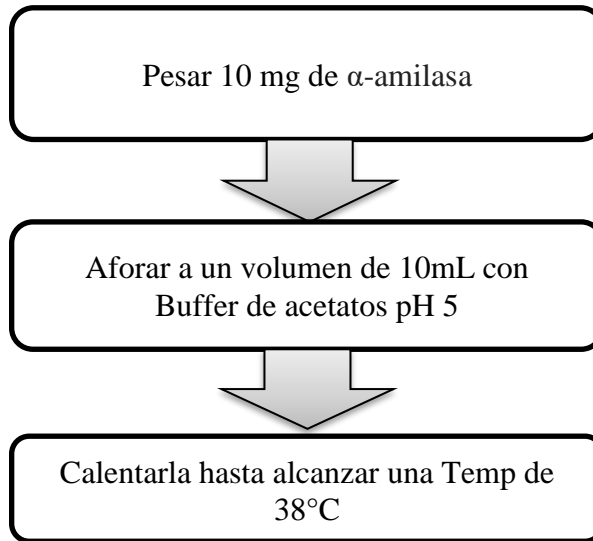 Pesar 10 mg de α-amilasa
Aforar a un volumen de 10mL con
Buffer de acetatos pH 5
Calentarla hasta alcanzar una Temp de
38°C